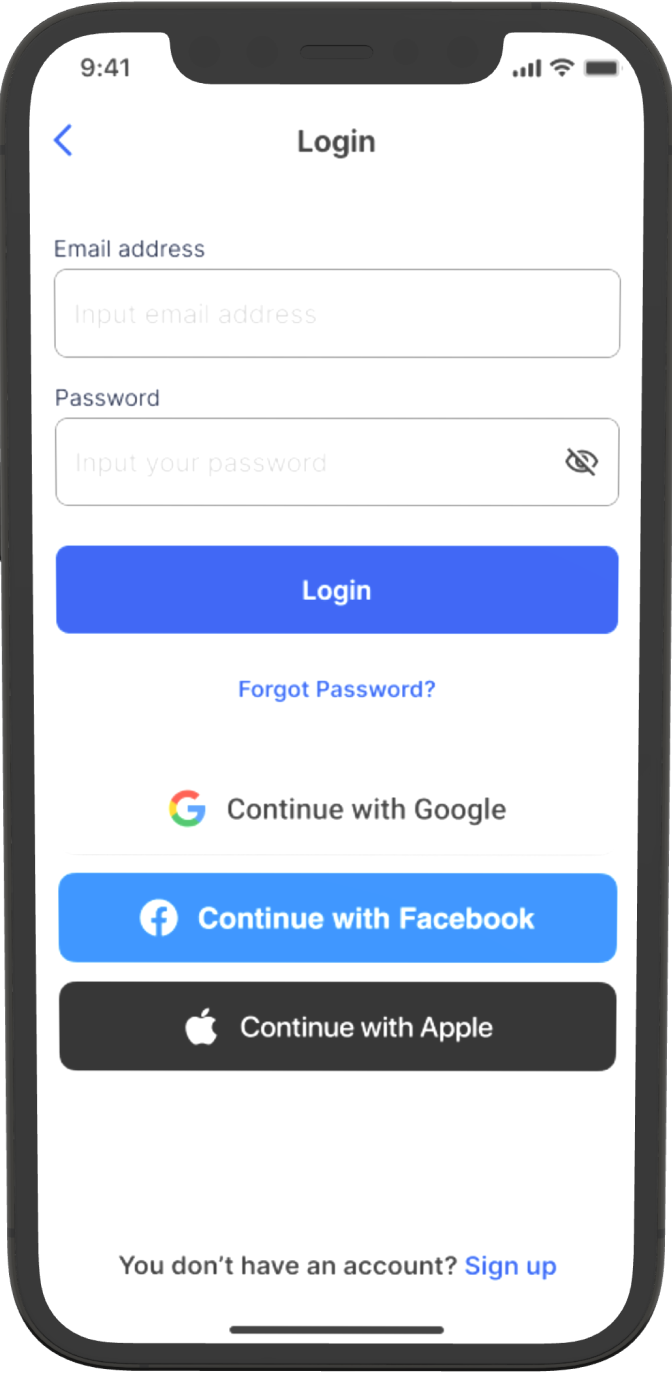 9:41
Login
Email address
Input email address
Password
Input your password
Login
Forgot Password?
Continue with Google
Continue with Facebook
Continue with Apple
You don’t have an account? Sign up